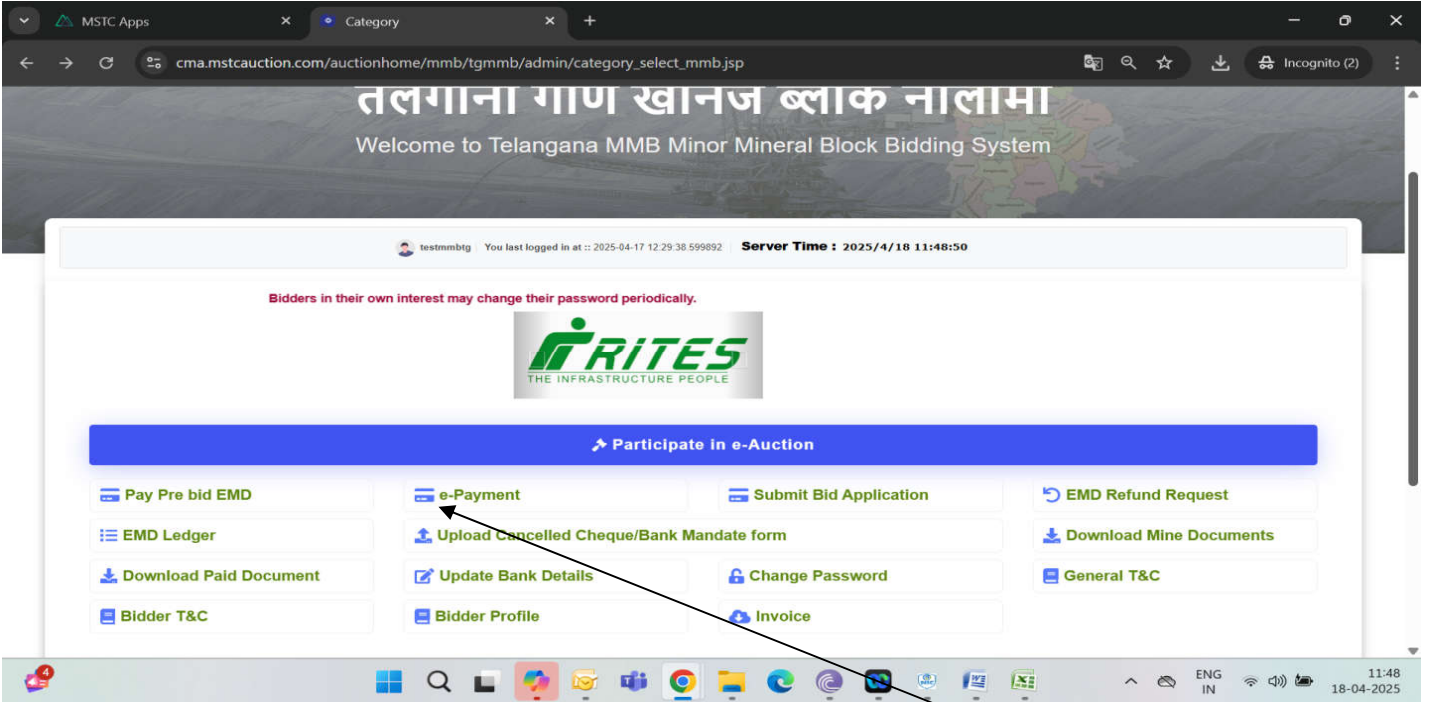 MSTC Apps
Category
cma.mstcauction.com/auctionhome/mmb/tgmmb/admin/category_select_mmb.jsp
Incognito (2)
तेलंगाना गौण खनिज ब्लॉक नीलामी
Welcome to Telangana MMB Minor Mineral Block Bidding System
testmmbtg You last logged in at :: 2025-04-17 12:29:38.599892 Server Time : 2025/4/18 11:48:50
Bidders in their own interest may change their password periodically.
RITES
THE INFRASTRUCTURE PEOPLE
Participate in e-Auction
Pay Pre bid EMD e-Payment Submit Bid Application EMD Refund Request
EMD Ledger Upload Cancelled Cheque/Bank Mandate form Download Mine Documents
Download Paid Document Update Bank Details Change Password General T&C
Bidder T&C Bidder Profile Invoice
4
ENG 11:48
IN 18-04-2025